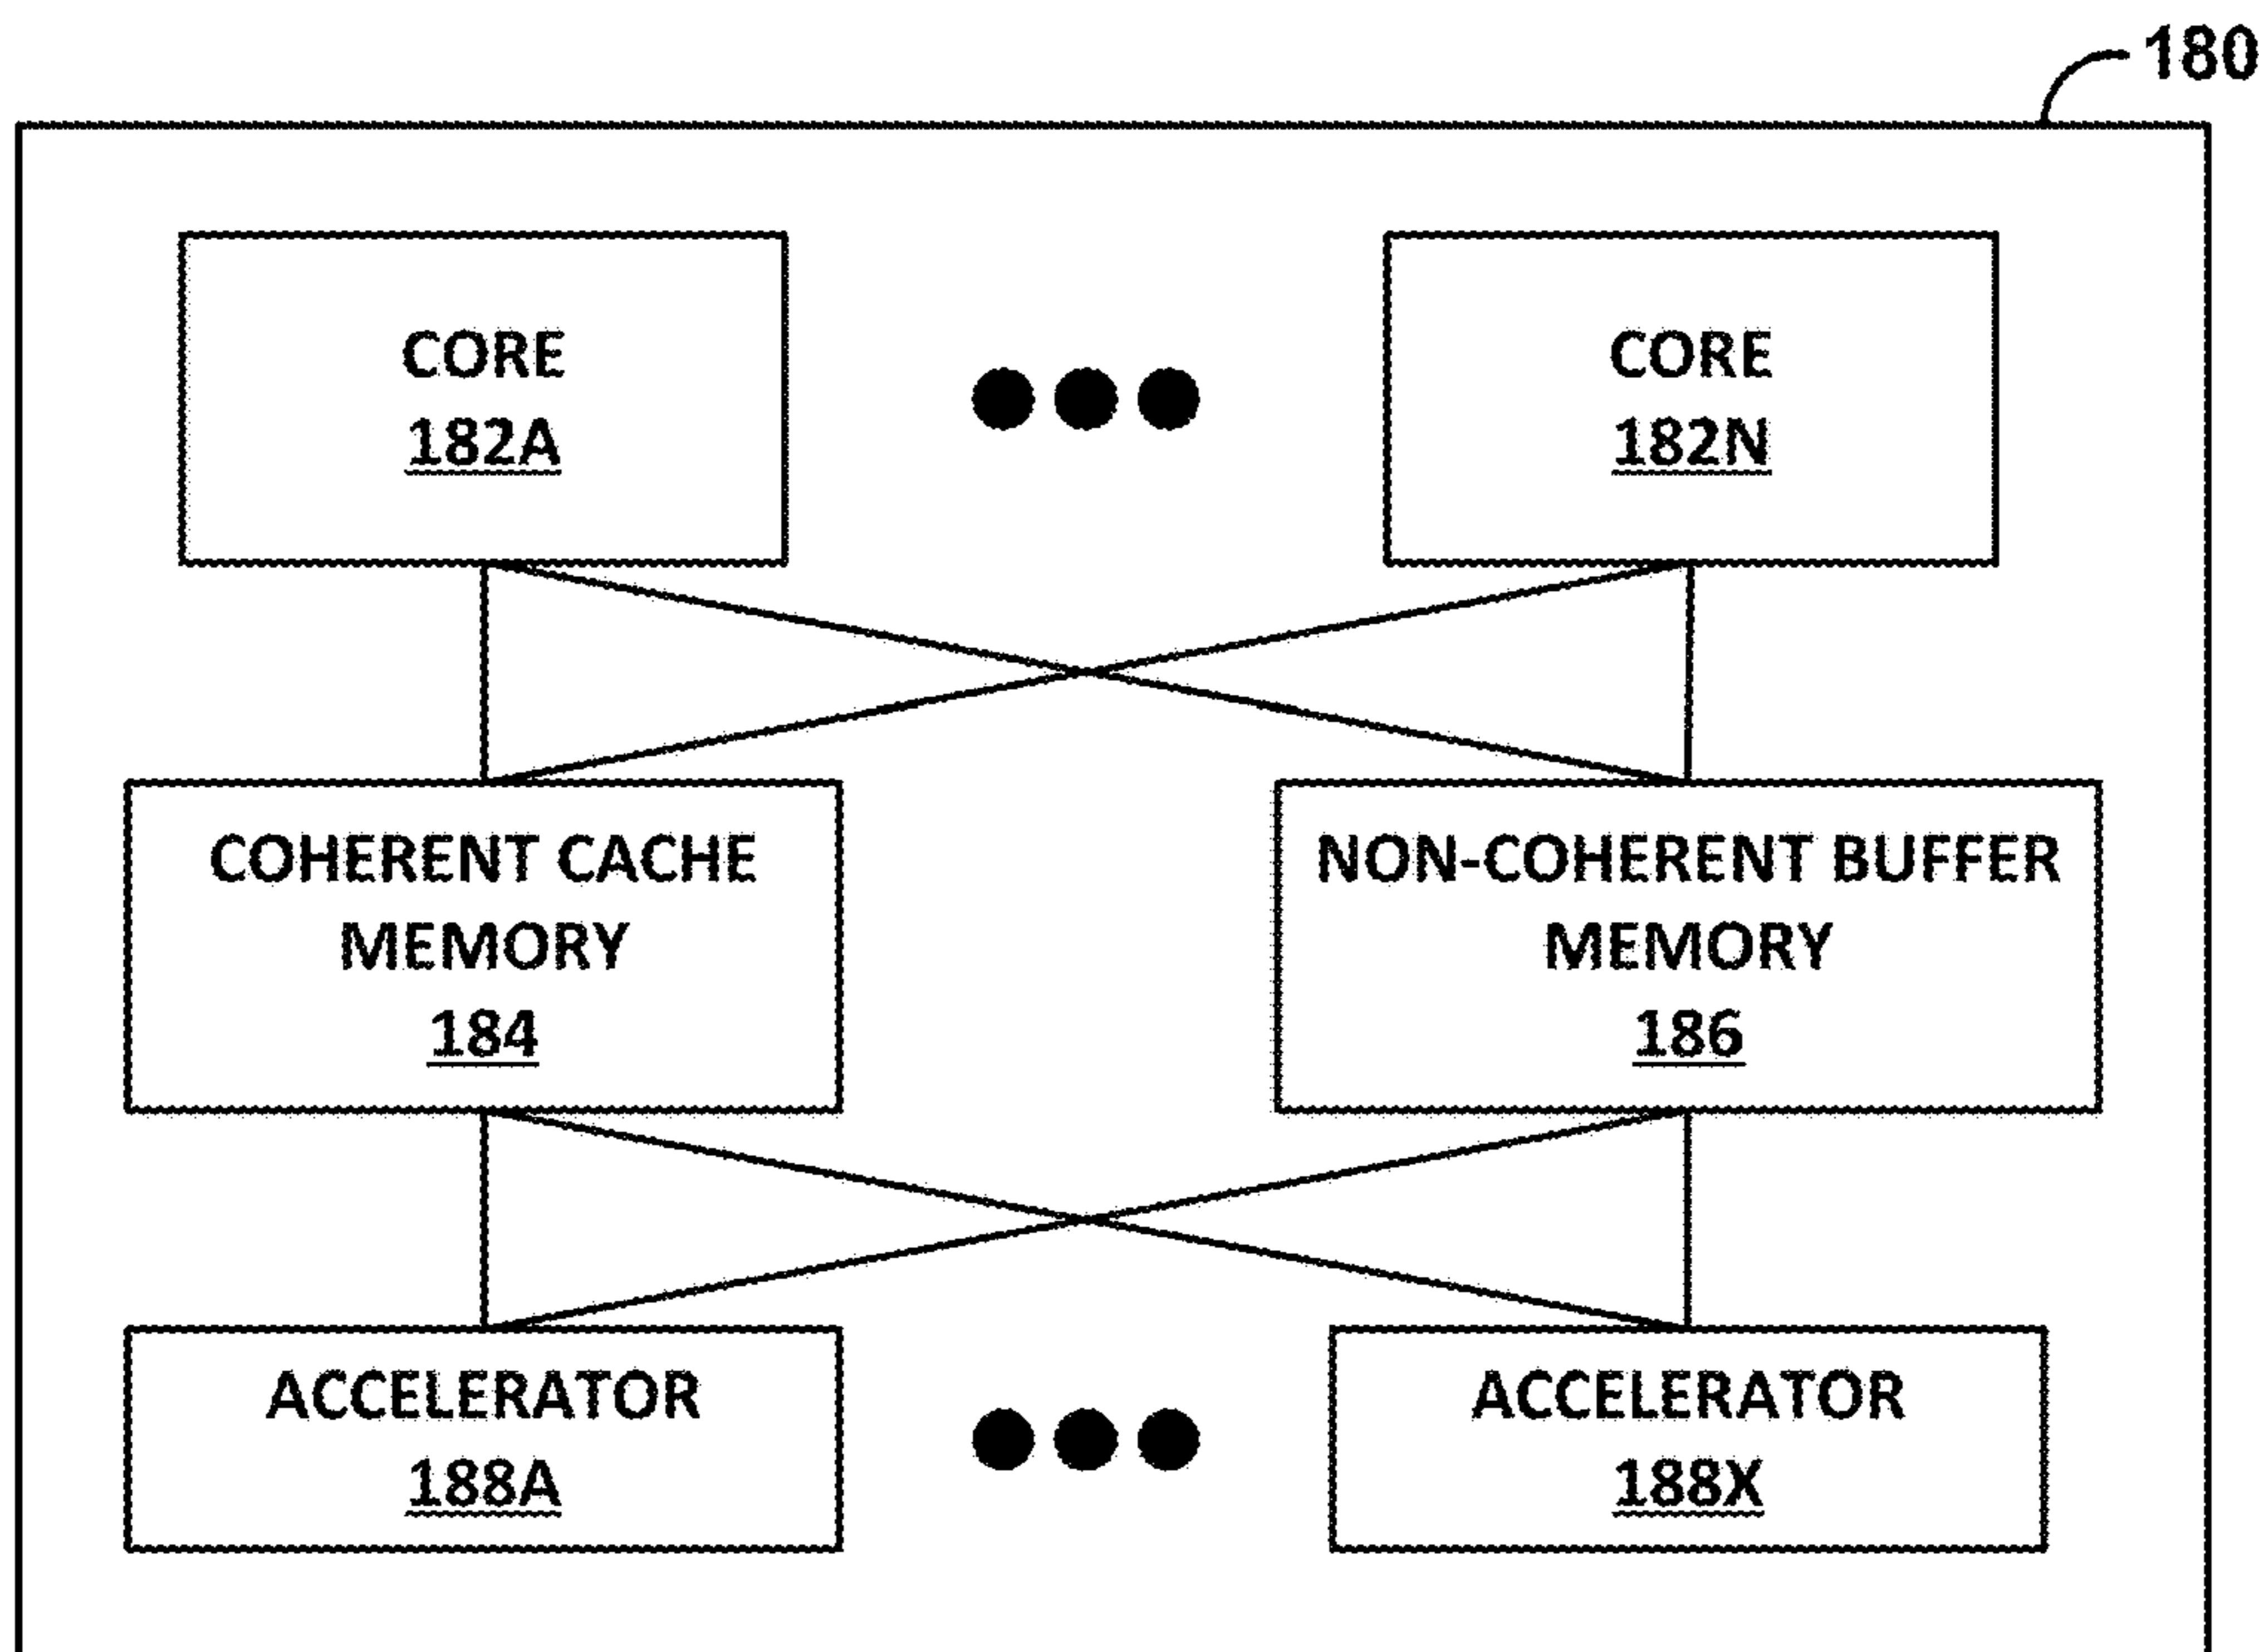 180
CORE
182A
CORE
182N
COHERENT CACHE
MEMORY
184
NON-COHERENT BUFFER
MEMORY
186
ACCELERATOR
188A
ACCELERATOR
188X